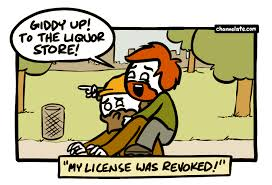 channelate.com
GIDDY UP!
TO THE LIQUOR
STORE!
"MY LICENSE WAS REVOKED!"